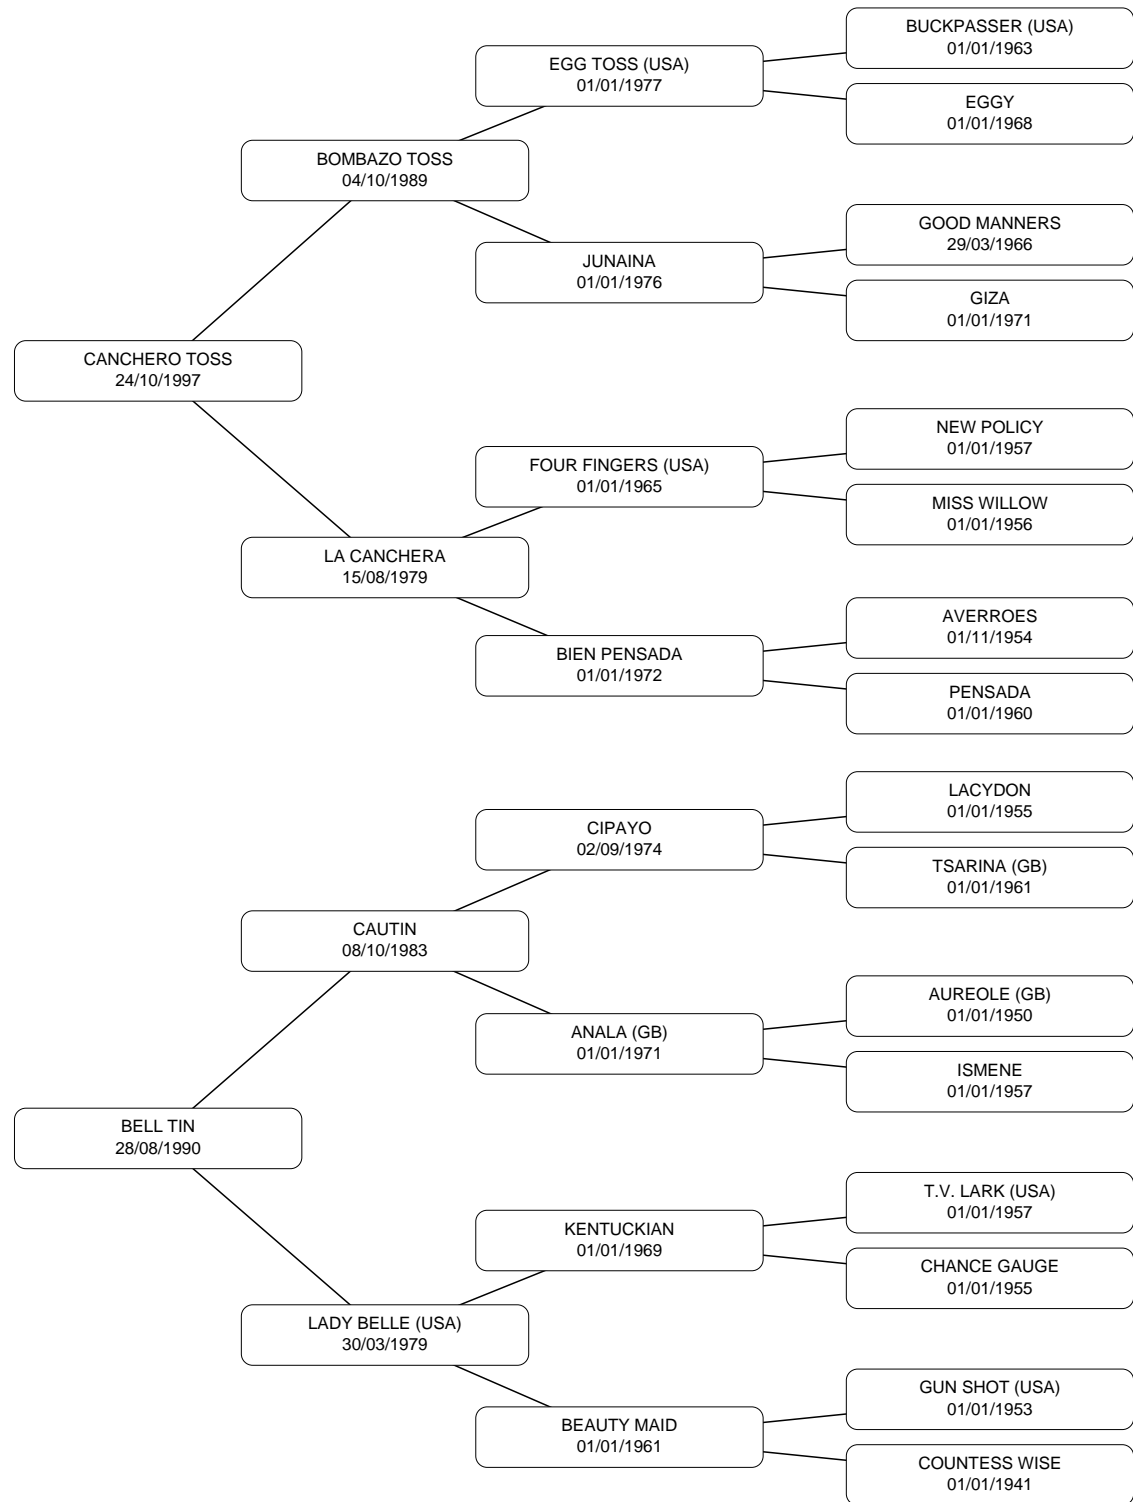 BUCKPASSER (USA)
01/01/1963
EGG TOSS (USA)
01/01/1977
EGGY
01/01/1968
BOMBAZO TOSS
04/10/1989
GOOD MANNERS
29/03/1966
JUNAINA
01/01/1976
GIZA
01/01/1971
CANCHERO TOSS
24/10/1997
NEW POLICY
01/01/1957
FOUR FINGERS (USA)
01/01/1965
MISS WILLOW
01/01/1956
LA CANCHERA
15/08/1979
AVERROES
01/11/1954
BIEN PENSADA
01/01/1972
PENSADA
01/01/1960
LACYDON
01/01/1955
CIPAYO
02/09/1974
TSARINA (GB)
01/01/1961
CAUTIN
08/10/1983
AUREOLE (GB)
01/01/1950
ANALA (GB)
01/01/1971
ISMENE
01/01/1957
BELL TIN
28/08/1990
T.V. LARK (USA)
01/01/1957
KENTUCKIAN
01/01/1969
CHANCE GAUGE
01/01/1955
LADY BELLE (USA)
30/03/1979
GUN SHOT (USA)
01/01/1953
BEAUTY MAID
01/01/1961
COUNTESS WISE
01/01/1941